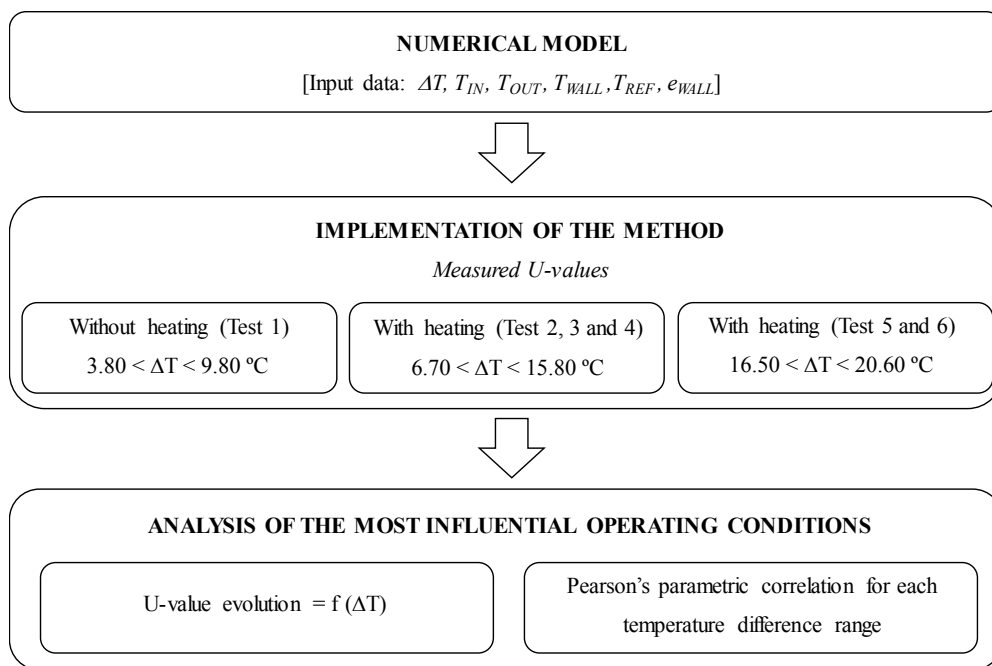 NUMERICAL MODEL
[Input data: ΔT, T_IN, T_OUT, T_WALL, T_REF, e_WALL]
IMPLEMENTATION OF THE METHOD
Measured U-values
Without heating (Test 1)
3.80 < ΔT < 9.80 ºC
With heating (Test 2, 3 and 4)
6.70 < ΔT < 15.80 ºC
With heating (Test 5 and 6)
16.50 < ΔT < 20.60 ºC
ANALYSIS OF THE MOST INFLUENTIAL OPERATING CONDITIONS
U-value evolution = f (ΔT)
Pearson's parametric correlation for each
temperature difference range